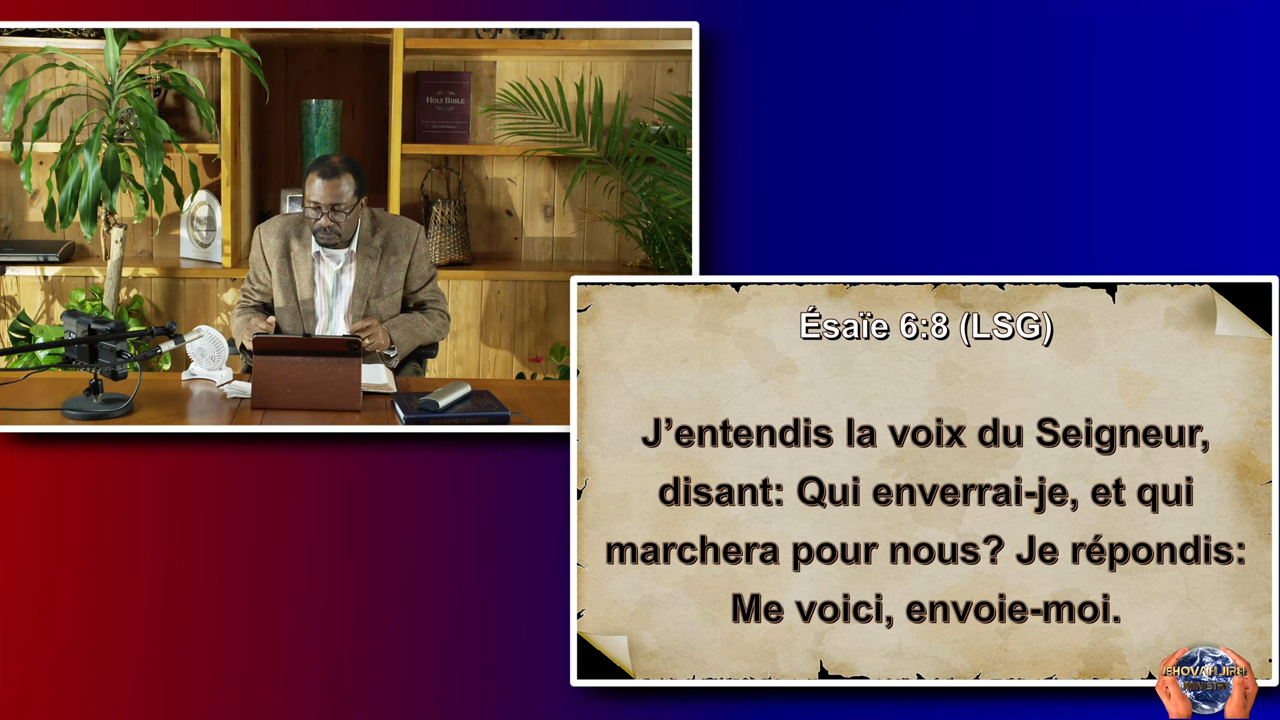 HOLY BIBLE
Ésaïe 6:8 (LSG)
J’entendis la voix du Seigneur,
disant: Qui enverrai-je, et qui
marchera pour nous? Je répondis:
Me voici, envoie-moi.
JEHOVAH JIREH
MINISTRY